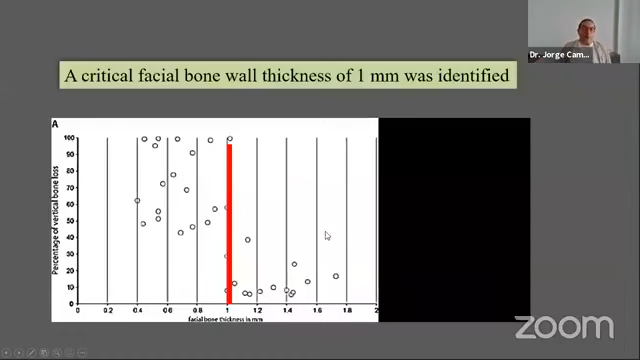 Dr. Jorge Cam...
A critical facial bone wall thickness of 1 mm was identified
A
Percentage of vertical bone loss
100
90
80
70
60
50
40
30
20
10
0
0 0.2 0.4 0.6 0.8 1 1.2 1.4 1.6 1.8 2
facial bone thickness in mm
zoom